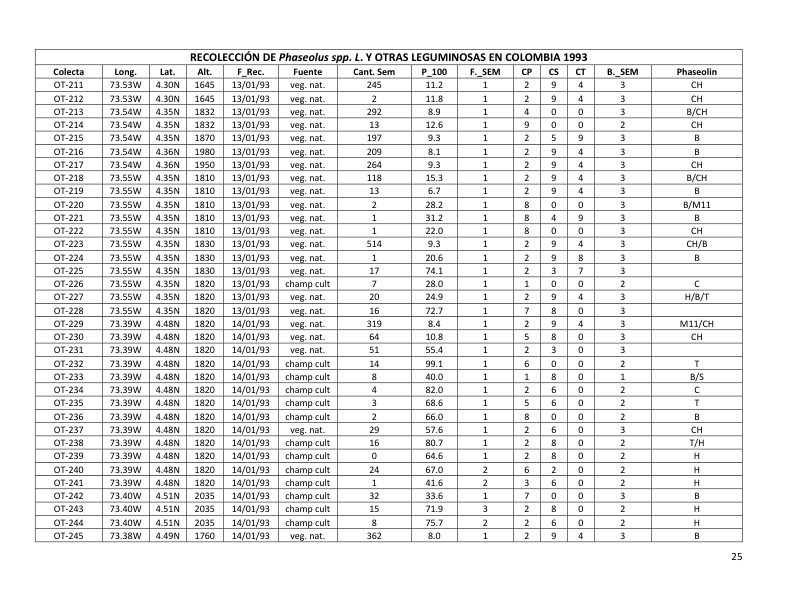 RECOLECCIÓN DE Phaseolus spp. L. Y OTRAS LEGUMINOSAS EN COLOMBIA 1993
Colecta Long. Lat. Alt. F_Rec. Fuente Cant. Sem P_100 F._SEM CP CS CT B._SEM Phaseolin
OT-211 73.53W 4.30N 1645 13/01/93 veg. nat. 245 11.2 1 2 9 4 3 CH
OT-212 73.53W 4.30N 1645 13/01/93 veg. nat. 2 11.8 1 2 9 4 3 CH
OT-213 73.54W 4.35N 1832 13/01/93 veg. nat. 292 8.9 1 4 0 0 3 B/CH
OT-214 73.54W 4.35N 1832 13/01/93 veg. nat. 13 12.6 1 9 0 0 2 CH
OT-215 73.54W 4.35N 1870 13/01/93 veg. nat. 197 9.3 1 2 5 9 3 B
OT-216 73.54W 4.36N 1980 13/01/93 veg. nat. 209 8.1 1 2 9 4 3 B
OT-217 73.54W 4.36N 1950 13/01/93 veg. nat. 264 9.3 1 2 9 4 3 CH
OT-218 73.55W 4.35N 1810 13/01/93 veg. nat. 118 15.3 1 2 9 4 3 B/CH
OT-219 73.55W 4.35N 1810 13/01/93 veg. nat. 13 6.7 1 2 9 4 3 B
OT-220 73.55W 4.35N 1810 13/01/93 veg. nat. 2 28.2 1 8 0 0 3 B/M11
OT-221 73.55W 4.35N 1810 13/01/93 veg. nat. 1 31.2 1 8 4 9 3 B
OT-222 73.55W 4.35N 1810 13/01/93 veg. nat. 1 22.0 1 8 0 0 3 CH
OT-223 73.55W 4.35N 1830 13/01/93 veg. nat. 514 9.3 1 2 9 4 3 CH/B
OT-224 73.55W 4.35N 1830 13/01/93 veg. nat. 1 20.6 1 2 9 8 3 B
OT-225 73.55W 4.35N 1830 13/01/93 veg. nat. 17 74.1 1 2 3 7 3
OT-226 73.55W 4.35N 1820 13/01/93 champ cult 7 28.0 1 1 0 0 2 C
OT-227 73.55W 4.35N 1820 13/01/93 veg. nat. 20 24.9 1 2 9 4 3 H/B/T
OT-228 73.55W 4.35N 1820 13/01/93 veg. nat. 16 72.7 1 7 8 0 3
OT-229 73.39W 4.48N 1820 14/01/93 veg. nat. 319 8.4 1 2 9 4 3 M11/CH
OT-230 73.39W 4.48N 1820 14/01/93 veg. nat. 64 10.8 1 5 8 0 3 CH
OT-231 73.39W 4.48N 1820 14/01/93 veg. nat. 51 55.4 1 2 3 0 3
OT-232 73.39W 4.48N 1820 14/01/93 champ cult 14 99.1 1 6 0 0 2 T
OT-233 73.39W 4.48N 1820 14/01/93 champ cult 8 40.0 1 1 8 0 1 B/S
OT-234 73.39W 4.48N 1820 14/01/93 champ cult 4 82.0 1 2 6 0 2 C
OT-235 73.39W 4.48N 1820 14/01/93 champ cult 3 68.6 1 5 6 0 2 T
OT-236 73.39W 4.48N 1820 14/01/93 champ cult 2 66.0 1 8 0 0 2 B
OT-237 73.39W 4.48N 1820 14/01/93 veg. nat. 29 57.6 1 2 6 0 3 CH
OT-238 73.39W 4.48N 1820 14/01/93 champ cult 16 80.7 1 2 8 0 2 T/H
OT-239 73.39W 4.48N 1820 14/01/93 champ cult 0 64.6 1 2 8 0 2 H
OT-240 73.39W 4.48N 1820 14/01/93 champ cult 24 67.0 2 6 2 0 2 H
OT-241 73.39W 4.48N 1820 14/01/93 champ cult 1 41.6 2 3 6 0 2 H
OT-242 73.40W 4.51N 2035 14/01/93 champ cult 32 33.6 1 7 0 0 3 B
OT-243 73.40W 4.51N 2035 14/01/93 champ cult 15 71.9 3 2 8 0 2 H
OT-244 73.40W 4.51N 2035 14/01/93 champ cult 8 75.7 2 2 6 0 2 H
OT-245 73.38W 4.49N 1760 14/01/93 veg. nat. 362 8.0 1 2 9 4 3 B
25